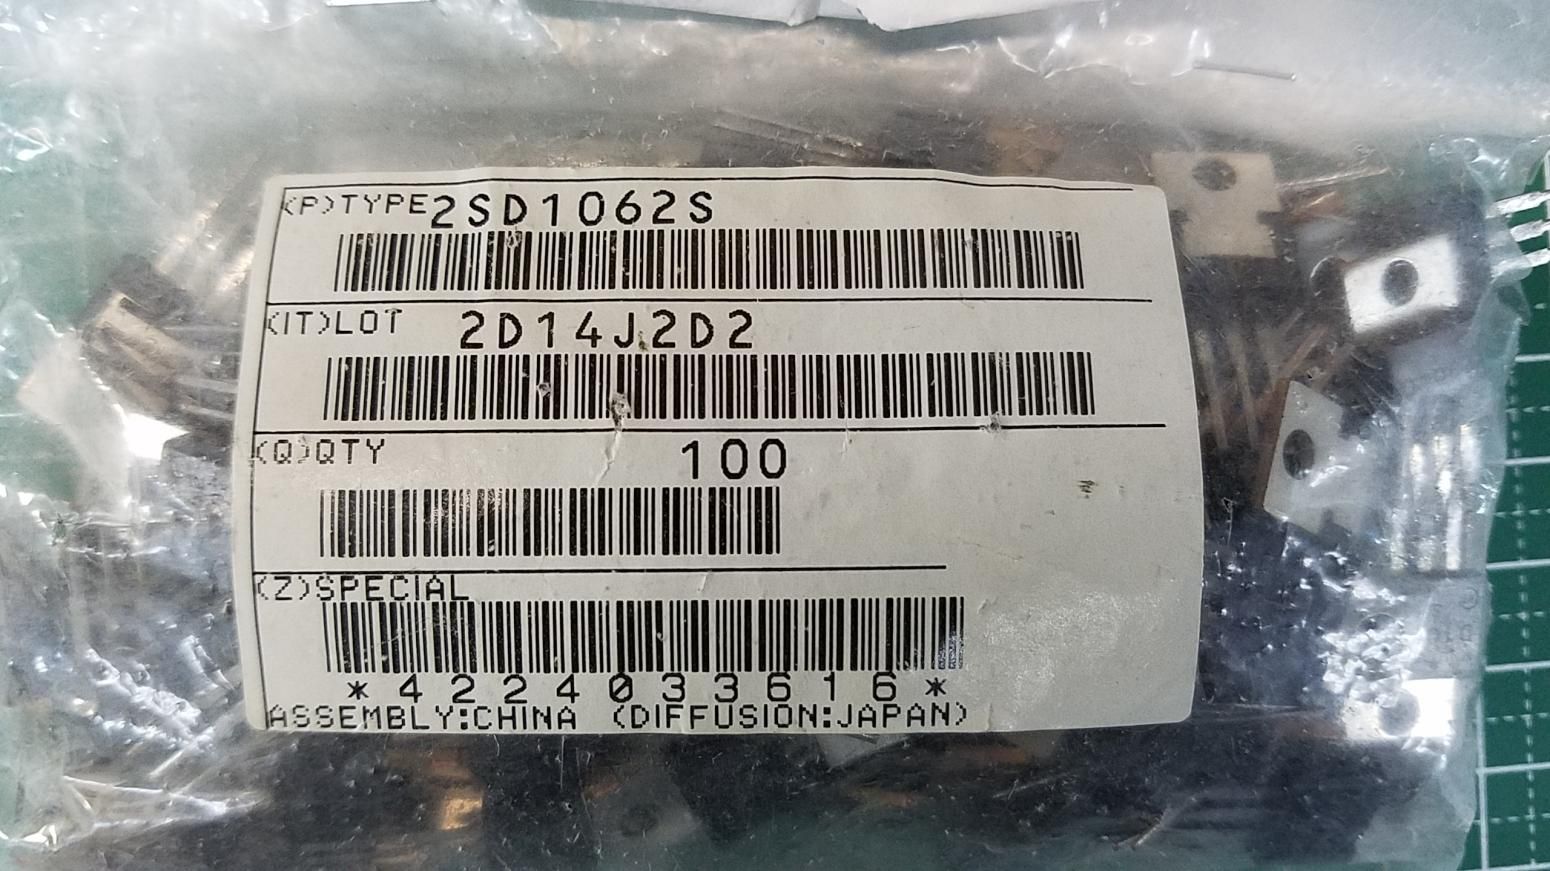 (P)TYPE 2SD1062S
(IT)LOT 2D14J2D2
(Q)QTY 100
(Z)SPECIAL
*4224033616*
ASSEMBLY:CHINA (DIFFUSION:JAPAN)